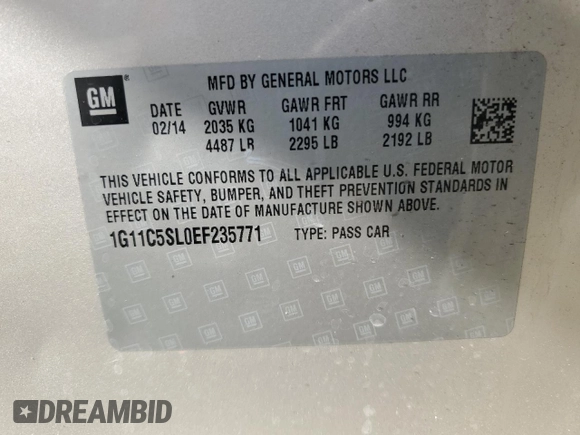 GM
MFD BY GENERAL MOTORS LLC
DATE GVWR GAWR FRT GAWR RR
02/14 2035 KG 1041 KG 994 KG
4487 LB 2295 LB 2192 LB
THIS VEHICLE CONFORMS TO ALL APPLICABLE U.S. FEDERAL MOTOR
VEHICLE SAFETY, BUMPER, AND THEFT PREVENTION STANDARDS IN
EFFECT ON THE DATE OF MANUFACTURE SHOWN ABOVE.
1G11C5SL0EF235771 TYPE: PASS CAR
DREAMBID